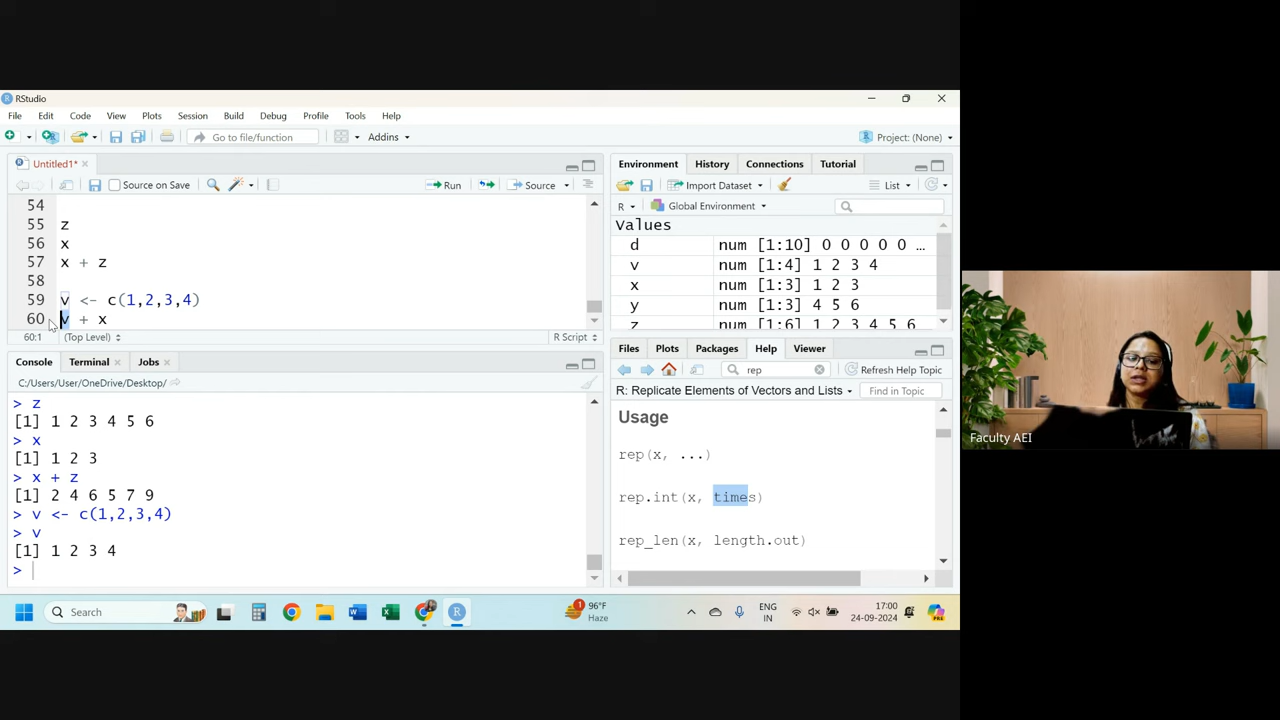 RStudio
File Edit Code View Plots Session Build Debug Profile Tools Help
Go to file/function Addins Project: (None)
Untitled1*
Source on Save Run Source
54
55 z
56 x
57 x + z
58
59 v <- c(1,2,3,4)
60 v + x
60:1 (Top Level) R Script
Console Terminal Jobs
C:/Users/User/OneDrive/Desktop/
> z
[1] 1 2 3 4 5 6
> x
[1] 1 2 3
> x + z
[1] 2 4 6 5 7 9
> v <- c(1,2,3,4)
> v
[1] 1 2 3 4
>
Environment History Connections Tutorial
Import Dataset List
R Global Environment
Values
d num [1:10] 0 0 0 0 0 ...
v num [1:4] 1 2 3 4
x num [1:3] 1 2 3
y num [1:3] 4 5 6
z num [1:6] 1 2 3 4 5 6
Files Plots Packages Help Viewer
rep Refresh Help Topic
R: Replicate Elements of Vectors and Lists Find in Topic
Usage
rep(x, ...)
rep.int(x, times)
rep_len(x, length.out)
Faculty AEI
Search
1
96°F
Haze
ENG
IN
17:00
24-09-2024
PRE